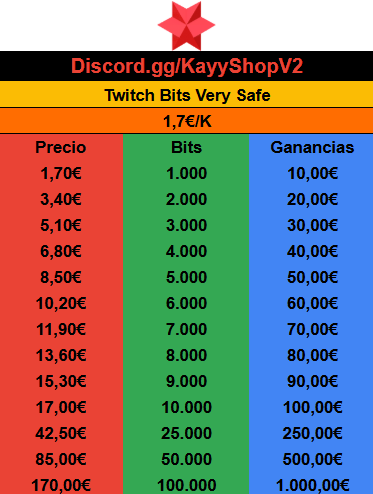 Discord.gg/KayyShopV2
Twitch Bits Very Safe
1,7€/K
Precio Bits Ganancias
1,70€ 1.000 10,00€
3,40€ 2.000 20,00€
5,10€ 3.000 30,00€
6,80€ 4.000 40,00€
8,50€ 5.000 50,00€
10,20€ 6.000 60,00€
11,90€ 7.000 70,00€
13,60€ 8.000 80,00€
15,30€ 9.000 90,00€
17,00€ 10.000 100,00€
42,50€ 25.000 250,00€
85,00€ 50.000 500,00€
170,00€ 100.000 1.000,00€